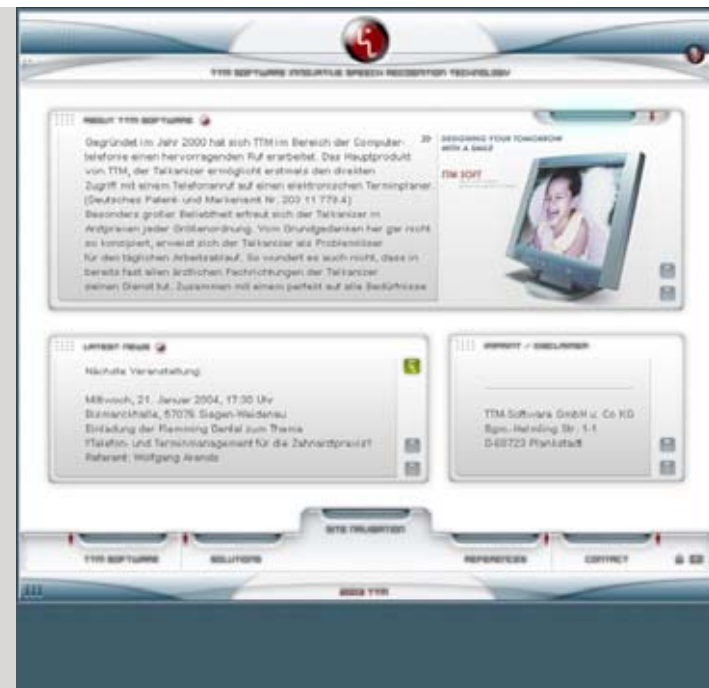 TTM SOFTWARE INNOVATIVE SPEECH RECOGNITION TECHNOLOGY
ABOUT TTM SOFTWARE
Gegründet im Jahr 2000 hat sich TTM im Bereich der Computer-
telefonie einen hervorragenden Ruf erarbeitet. Das Hauptprodukt
von TTM, der Talkanizer ermöglicht erstmals den direkten
Zugriff mit einem Telefonanruf auf einen elektronischen Terminplaner.
(Deutsches Patent- und Markenamt Nr. 203 11 779.4)
Besonders großer Beliebtheit erfreut sich der Talkanizer in
Arztpraxen jeder Größenordnung. Vom Grundgedanken her gar nicht
so konzipiert, erweist sich der Talkanizer als Problemlöser
für den täglichen Arbeitsablauf. So wundert es auch nicht, dass in
bereits fast allen ärztlichen Fachrichtungen der Talkanizer
seinen Dienst tut. Zusammen mit einem perfekt auf alle Bedürfnisse
DESIGNING YOUR TOMORROW
WITH A SMILE
TTM SOFT
LATEST NEWS
Nächste Veranstaltung:
Mittwoch, 21. Januar 2004, 17:30 Uhr
Bismarckhalle, 57076 Siegen-Weidenau
Einladung der Flemming Dental zum Thema
?Telefon- und Terminmanagement für die Zahnarztpraxis?
Referent: Wolfgang Arends
IMPRINT / DISCLAIMER
TTM-Software GmbH u. Co KG
Bgm.-Helmling Str. 1-1
D-68723 Plankstadt
SITE NAVIGATION
TTM SOFTWARE
SOLUTIONS
REFERENCES
CONTACT
2003 TTM